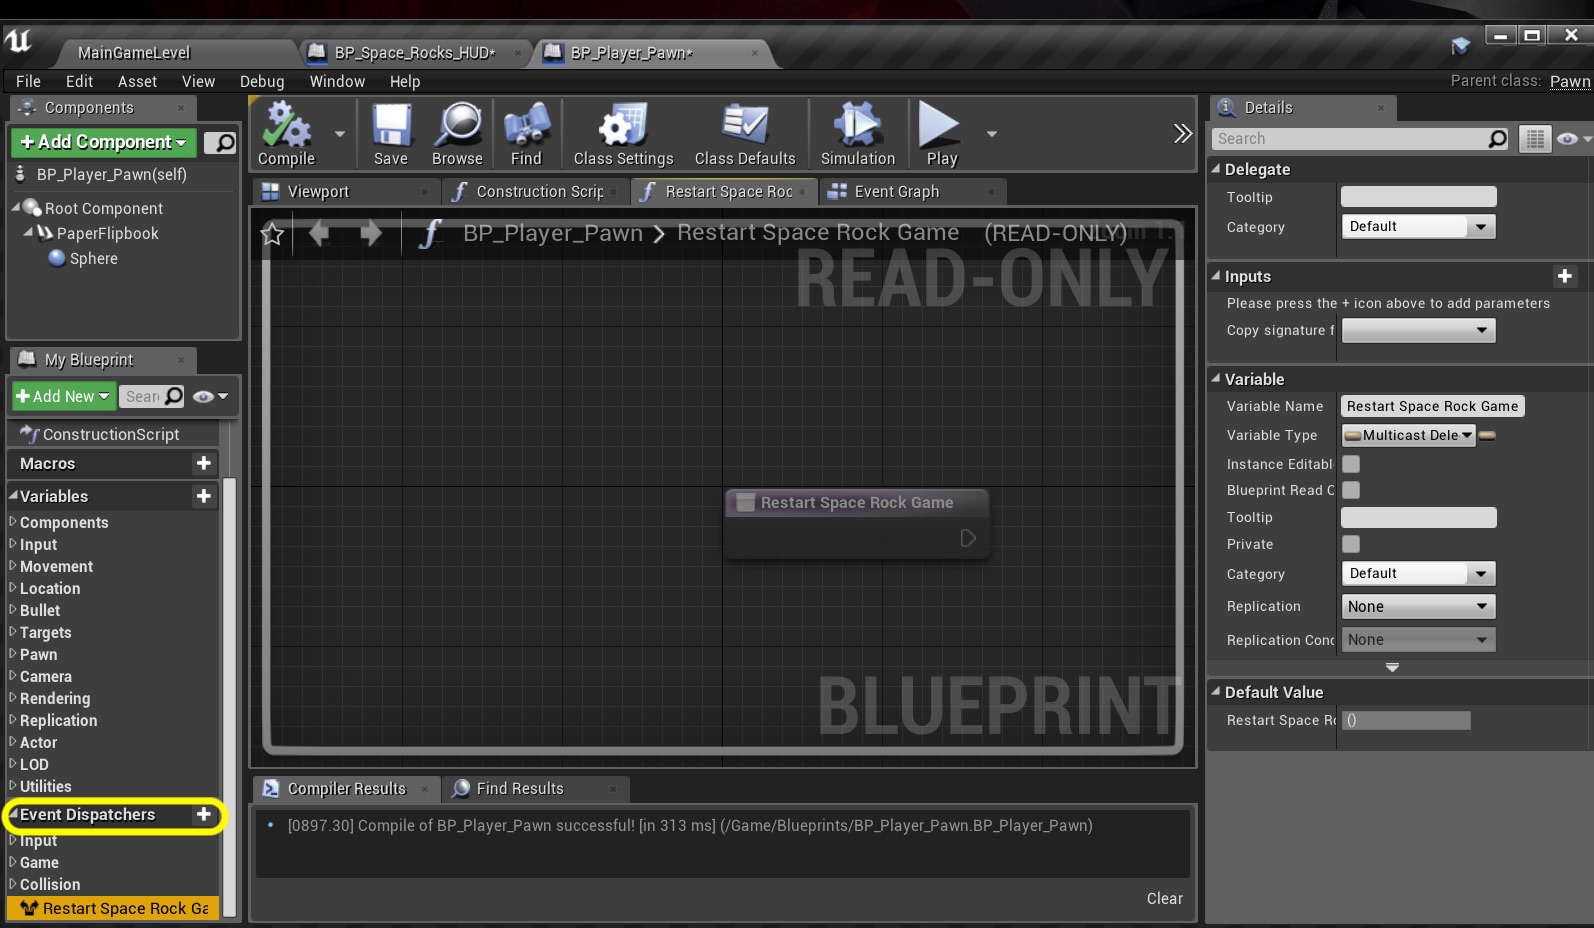 MainGameLevel
BP_Space_Rocks_HUD*
BP_Player_Pawn*
File Edit Asset View Debug Window Help
Parent class: Pawn
Components
+ Add Component
BP_Player_Pawn(self)
Root Component
PaperFlipbook
Sphere
My Blueprint
+ Add New
Sear
ConstructionScript
Macros
Variables
Components
Input
Movement
Location
Bullet
Targets
Pawn
Camera
Rendering
Replication
Actor
LOD
Utilities
Event Dispatchers
Input
Game
Collision
Restart Space Rock Ga
Compile Save Browse Find Class Settings Class Defaults Simulation Play
Viewport
Construction Scrip
Restart Space Roc
Event Graph
BP_Player_Pawn > Restart Space Rock Game (READ-ONLY)
READ-ONLY
Restart Space Rock Game
BLUEPRINT
Compiler Results
Find Results
[0897.30] Compile of BP_Player_Pawn successful! [in 313 ms] (/Game/Blueprints/BP_Player_Pawn.BP_Player_Pawn)
Clear
Details
Search
Delegate
Tooltip
Category Default
Inputs
Please press the + icon above to add parameters
Copy signature f
Variable
Variable Name Restart Space Rock Game
Variable Type Multicast Dele
Instance Editabl
Blueprint Read O
Tooltip
Private
Category Default
Replication None
Replication Cond None
Default Value
Restart Space Ro ()